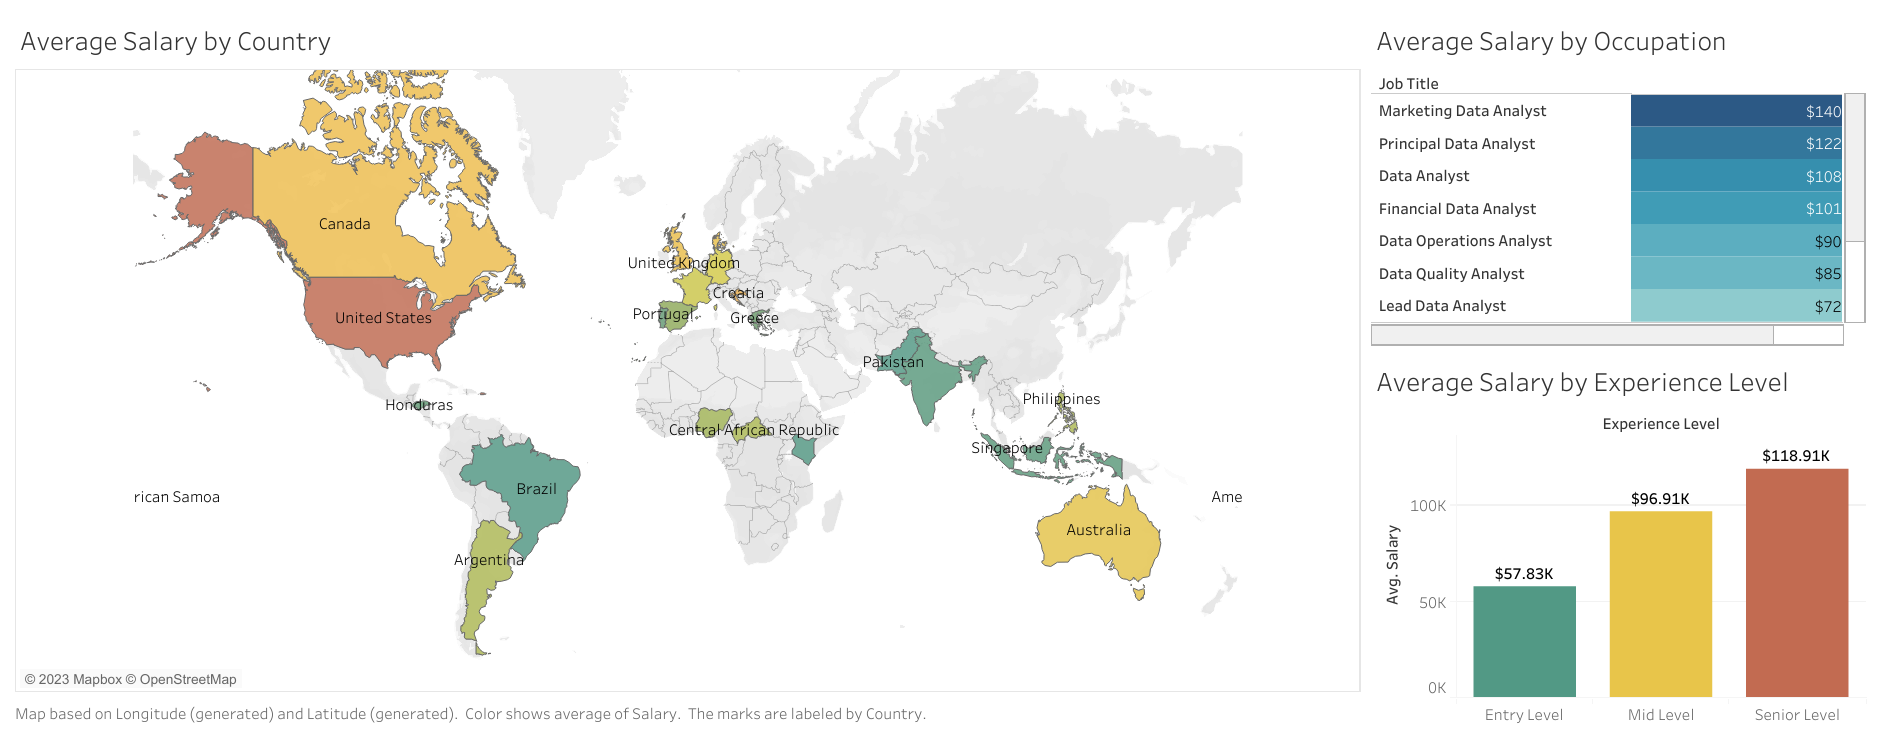 Average Salary by Country
Canada
United Kingdom
Croatia
United States
Portugal
Greece
Pakistan
Honduras
Philippines
Central African Republic
Singapore
Brazil
rican Samoa
Ame
Australia
Argentina
© 2023 Mapbox © OpenStreetMap
Map based on Longitude (generated) and Latitude (generated). Color shows average of Salary. The marks are labeled by Country.
Average Salary by Occupation
Job Title
Marketing Data Analyst $140
Principal Data Analyst $122
Data Analyst $108
Financial Data Analyst $101
Data Operations Analyst $90
Data Quality Analyst $85
Lead Data Analyst $72
Average Salary by Experience Level
Experience Level
$118.91K
$96.91K
$57.83K
100K
50K
0K
Avg. Salary
Entry Level Mid Level Senior Level